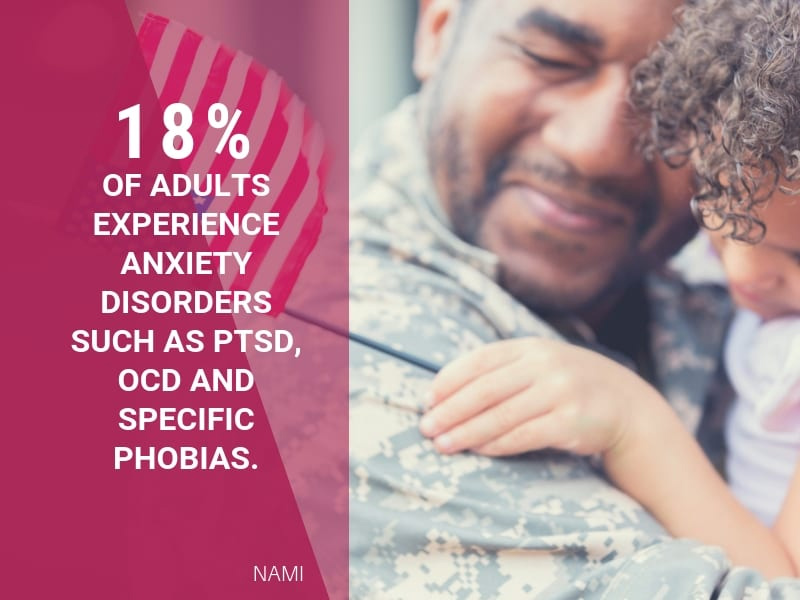 18%
OF ADULTS
EXPERIENCE
ANXIETY
DISORDERS
SUCH AS PTSD,
OCD AND
SPECIFIC
PHOBIAS.
NAMI